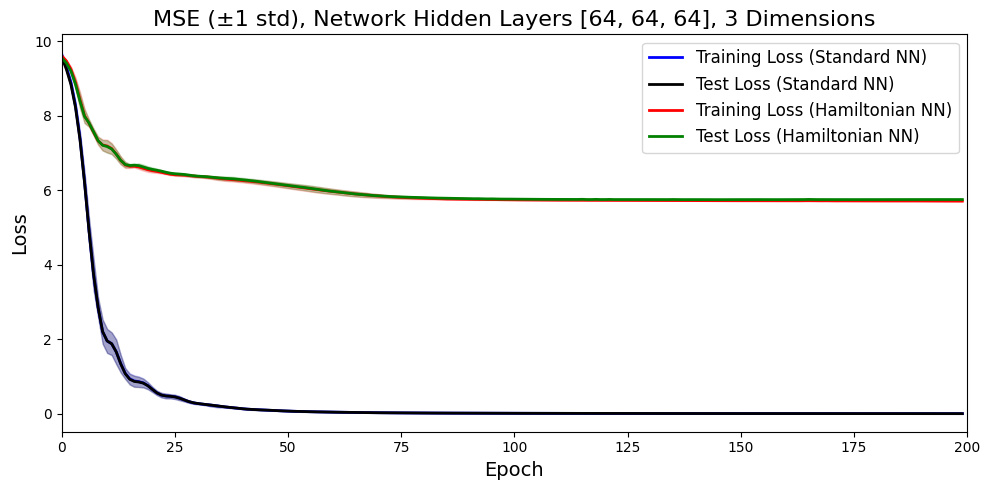 MSE (±1 std), Network Hidden Layers [64, 64, 64], 3 Dimensions
Training Loss (Standard NN)
Test Loss (Standard NN)
Training Loss (Hamiltonian NN)
Test Loss (Hamiltonian NN)
Loss
10
8
6
4
2
0
0 25 50 75 100 125 150 175 200
Epoch